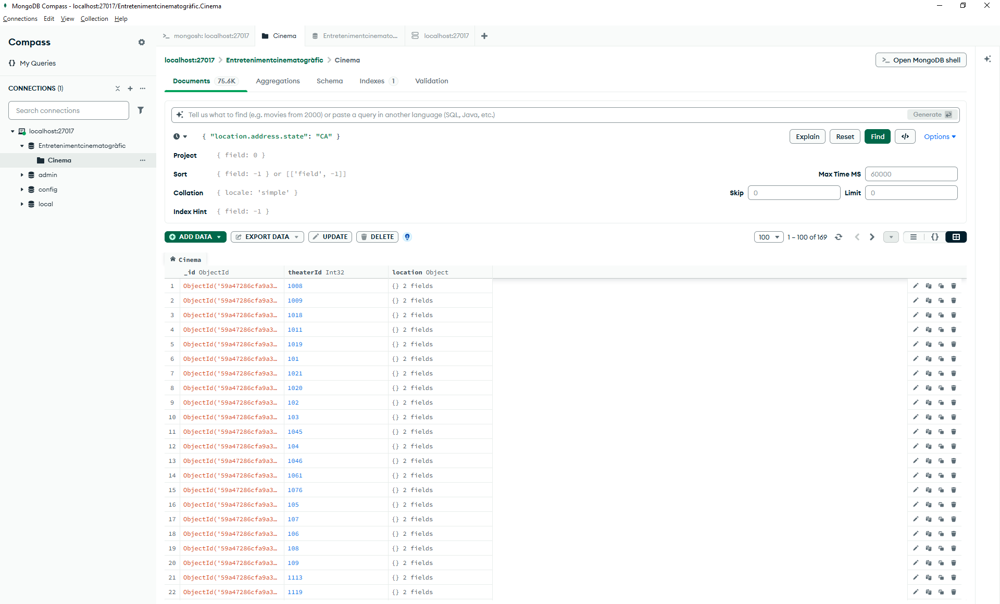 MongoDB Compass - localhost:27017/Entretenimentcinematogràfic.Cinema
Connections Edit View Collection Help
Compass
{} My Queries
CONNECTIONS (1)
Search connections
localhost:27017
Entretenimentcinematogràfic
Cinema
admin
config
local
mongosh: localhost:27017
Cinema
Entretenimentcinemato...
localhost:27017
localhost:27017 > Entretenimentcinematogràfic > Cinema
>_ Open MongoDB shell
Documents 75.6K Aggregations Schema Indexes 1 Validation
Tell us what to find (e.g. movies from 2000) or paste a query in another language (SQL, Java, etc.)
Generate
{ "location.address.state": "CA" }
Explain Reset Find </> Options
Project { field: 0 }
Sort { field: -1 } or [['field', -1]]
Max Time MS 60000
Collation { locale: 'simple' }
Skip 0 Limit 0
Index Hint { field: -1 }
ADD DATA EXPORT DATA UPDATE DELETE
100 1 – 100 of 169
Cinema
_id ObjectId theaterId Int32 location Object
1 ObjectId('59a47286cfa9a3… 1008 {} 2 fields
2 ObjectId('59a47286cfa9a3… 1009 {} 2 fields
3 ObjectId('59a47286cfa9a3… 1018 {} 2 fields
4 ObjectId('59a47286cfa9a3… 1011 {} 2 fields
5 ObjectId('59a47286cfa9a3… 1019 {} 2 fields
6 ObjectId('59a47286cfa9a3… 101 {} 2 fields
7 ObjectId('59a47286cfa9a3… 1021 {} 2 fields
8 ObjectId('59a47286cfa9a3… 1020 {} 2 fields
9 ObjectId('59a47286cfa9a3… 102 {} 2 fields
10 ObjectId('59a47286cfa9a3… 103 {} 2 fields
11 ObjectId('59a47286cfa9a3… 1045 {} 2 fields
12 ObjectId('59a47286cfa9a3… 104 {} 2 fields
13 ObjectId('59a47286cfa9a3… 1046 {} 2 fields
14 ObjectId('59a47286cfa9a3… 1061 {} 2 fields
15 ObjectId('59a47286cfa9a3… 1076 {} 2 fields
16 ObjectId('59a47286cfa9a3… 105 {} 2 fields
17 ObjectId('59a47286cfa9a3… 107 {} 2 fields
18 ObjectId('59a47286cfa9a3… 106 {} 2 fields
19 ObjectId('59a47286cfa9a3… 108 {} 2 fields
20 ObjectId('59a47286cfa9a3… 109 {} 2 fields
21 ObjectId('59a47286cfa9a3… 1113 {} 2 fields
22 ObjectId('59a47286cfa9a3… 1119 {} 2 fields